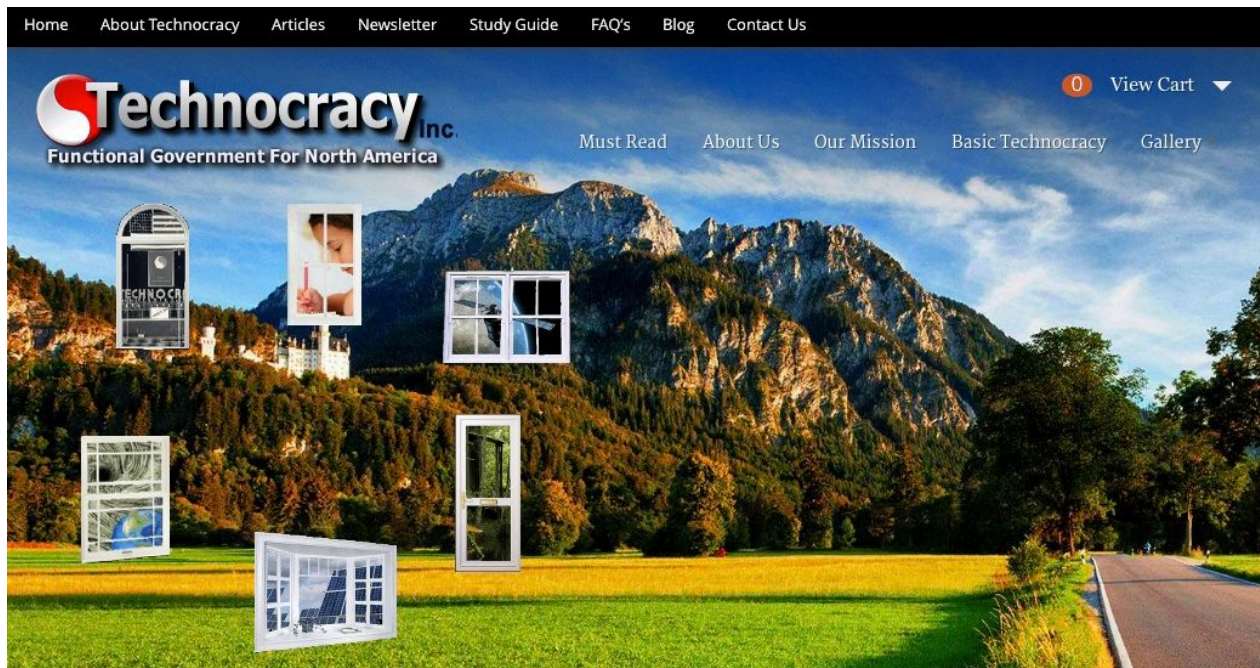 Home About Technocracy Articles Newsletter Study Guide FAQ's Blog Contact Us
0 View Cart
Technocracy Inc.
Functional Government For North America
Must Read About Us Our Mission Basic Technocracy Gallery